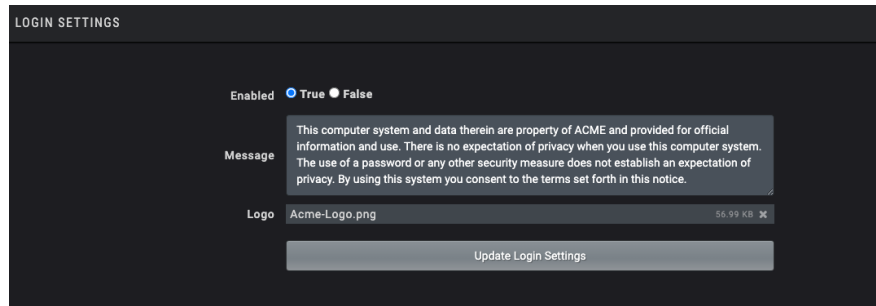 LOGIN SETTINGS
Enabled True False
Message
This computer system and data therein are property of ACME and provided for official
information and use. There is no expectation of privacy when you use this computer system.
The use of a password or any other security measure does not establish an expectation of
privacy. By using this system you consent to the terms set forth in this notice.
Logo Acme-Logo.png 56.99 KB ✖
Update Login Settings